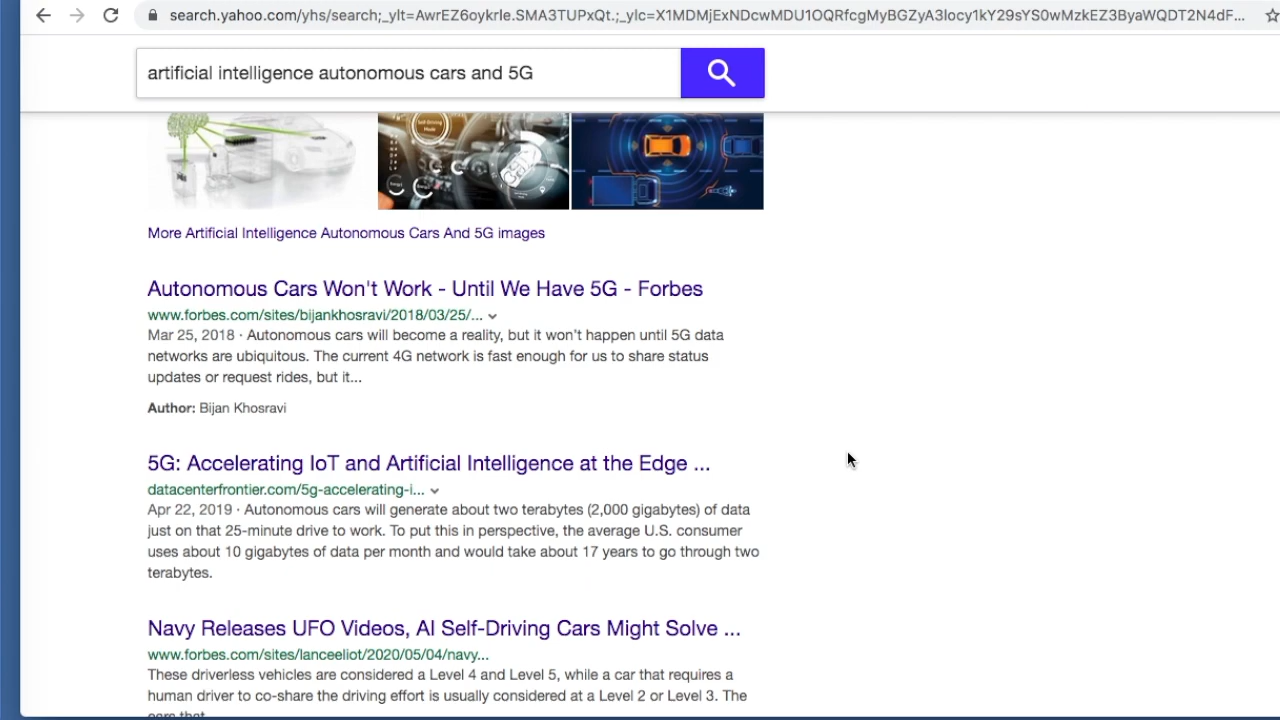 search.yahoo.com/yhs/search;_ylt=AwrEZ6oykrle.SMA3TUPxQt.;_ylc=X1MDMjExNDcwMDU1OQRfcgMyBGZyA3locy1kY29sYS0wMzkEZ3ByaWQDT2N4dF...
artificial intelligence autonomous cars and 5G
More Artificial Intelligence Autonomous Cars And 5G images
Autonomous Cars Won't Work - Until We Have 5G - Forbes
www.forbes.com/sites/bijankhosravi/2018/03/25/...
Mar 25, 2018 · Autonomous cars will become a reality, but it won't happen until 5G data
networks are ubiquitous. The current 4G network is fast enough for us to share status
updates or request rides, but it...
Author: Bijan Khosravi
5G: Accelerating IoT and Artificial Intelligence at the Edge ...
datacenterfrontier.com/5g-accelerating-i...
Apr 22, 2019 · Autonomous cars will generate about two terabytes (2,000 gigabytes) of data
just on that 25-minute drive to work. To put this in perspective, the average U.S. consumer
uses about 10 gigabytes of data per month and would take about 17 years to go through two
terabytes.
Navy Releases UFO Videos, AI Self-Driving Cars Might Solve ...
www.forbes.com/sites/lanceeliot/2020/05/04/navy...
These driverless vehicles are considered a Level 4 and Level 5, while a car that requires a
human driver to co-share the driving effort is usually considered at a Level 2 or Level 3. The
cars that